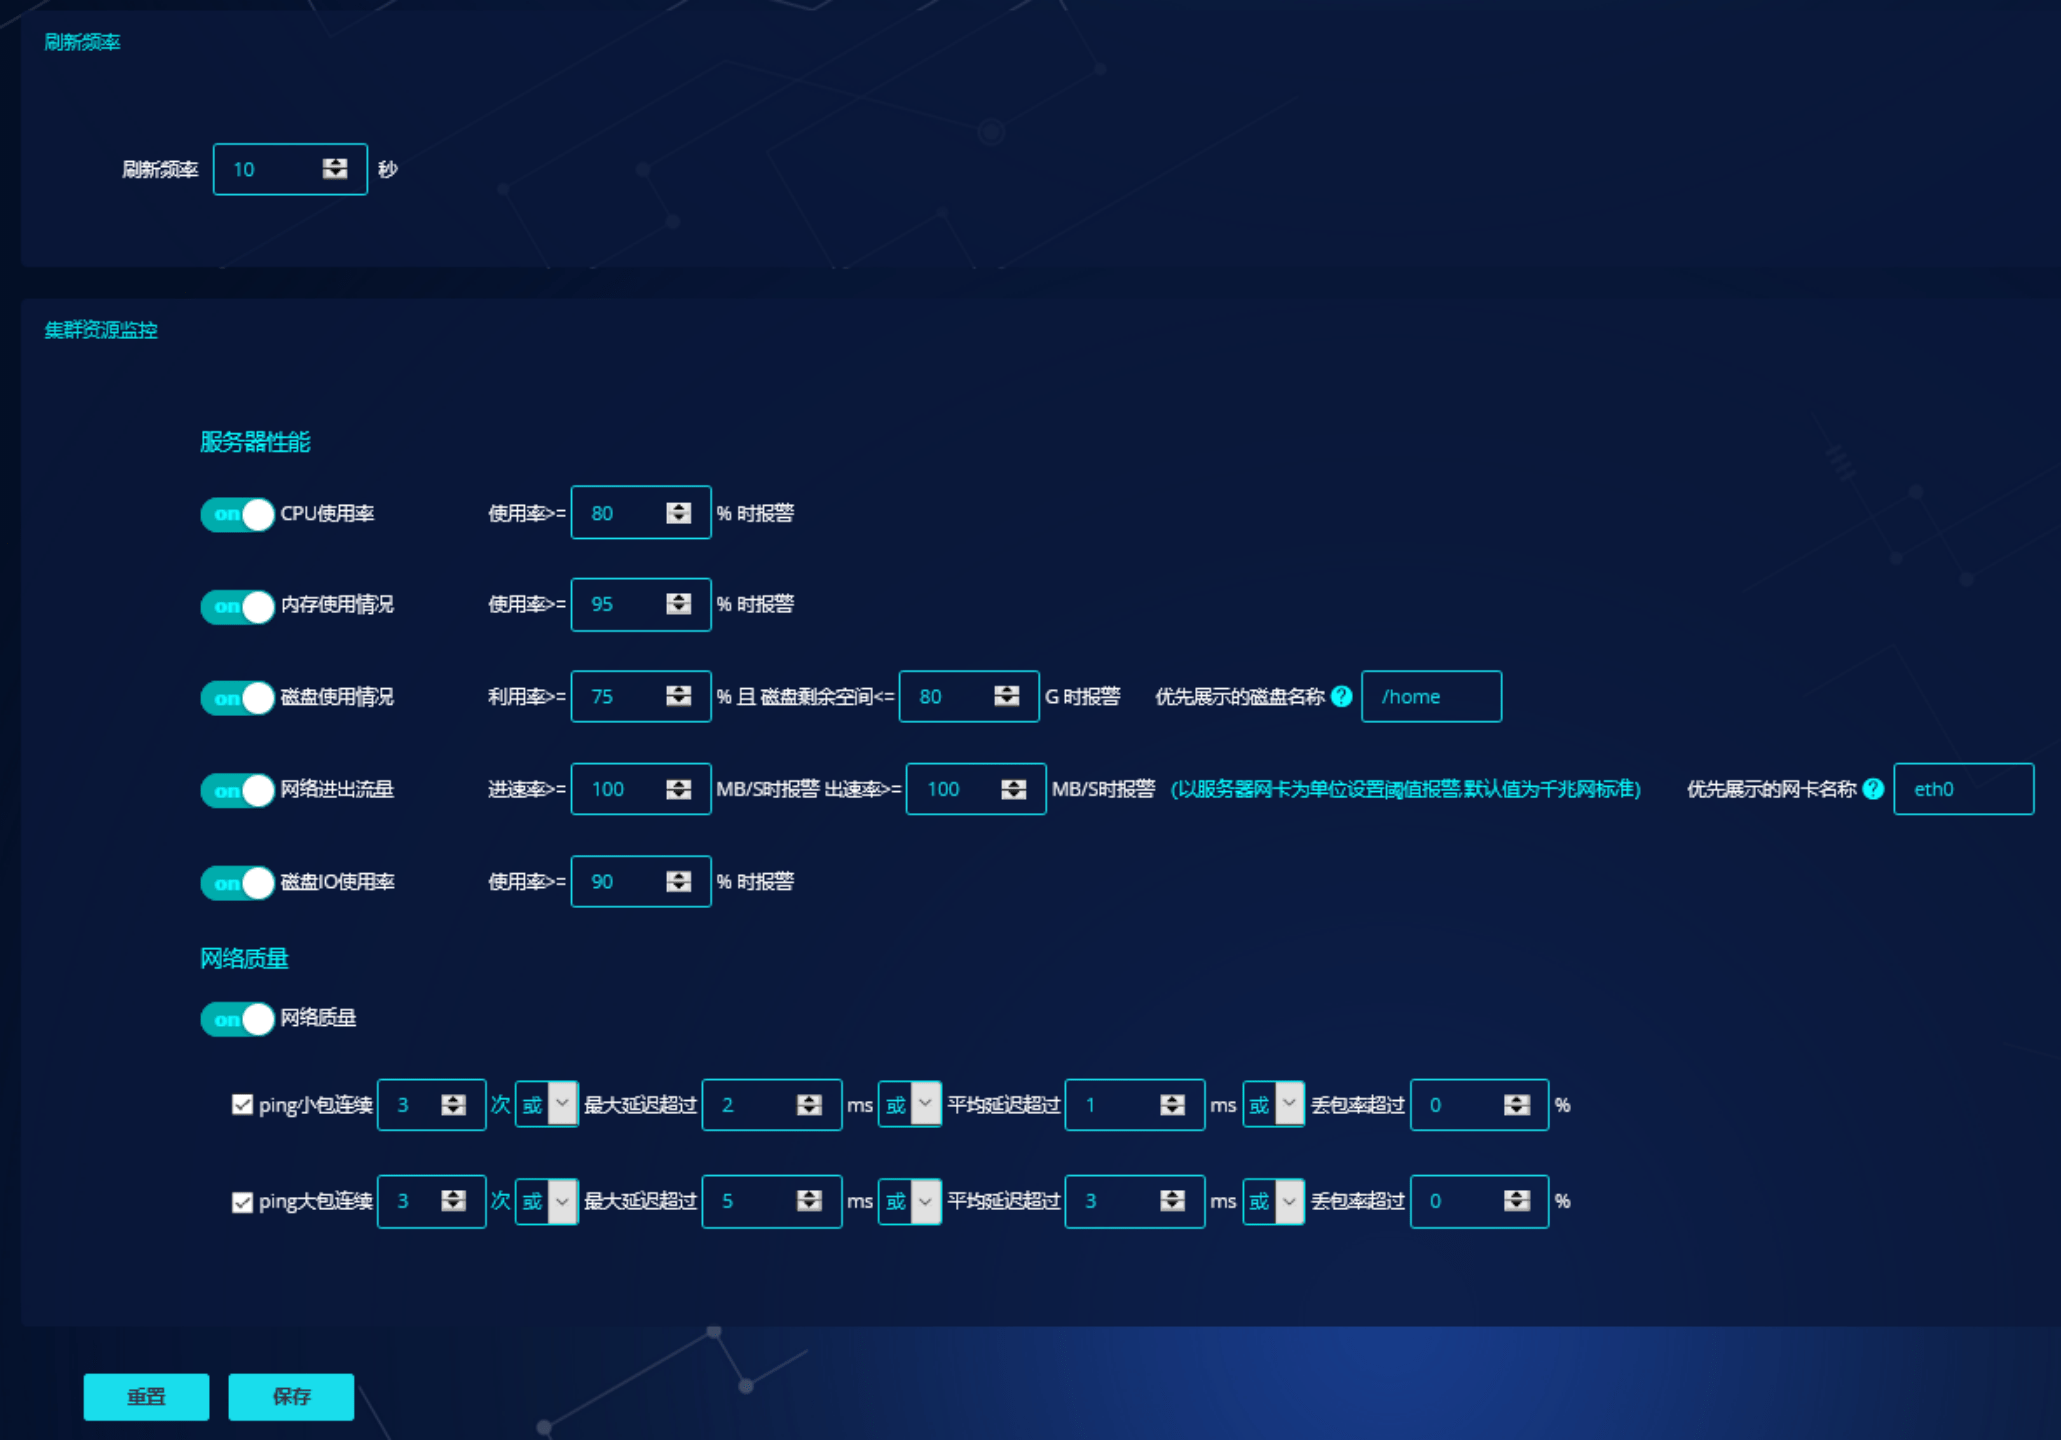 刷新频率
刷新频率 10 秒
集群资源监控
服务器性能
on CPU使用率 使用率>= 80 % 时报警
on 内存使用情况 使用率>= 95 % 时报警
on 磁盘使用情况 利用率>= 75 % 且 磁盘剩余空间<= 80 G 时报警 优先展示的磁盘名称 ? /home
on 网络进出流量 进速率>= 100 MB/S时报警 出速率>= 100 MB/S时报警 (以服务器网卡为单位设置阈值报警,默认值为千兆网标准) 优先展示的网卡名称 ? eth0
on 磁盘IO使用率 使用率>= 90 % 时报警
网络质量
on 网络质量
ping小包连续 3 次 或 最大延迟超过 2 ms 或 平均延迟超过 1 ms 或 丢包率超过 0 %
ping大包连续 3 次 或 最大延迟超过 5 ms 或 平均延迟超过 3 ms 或 丢包率超过 0 %
重置 保存